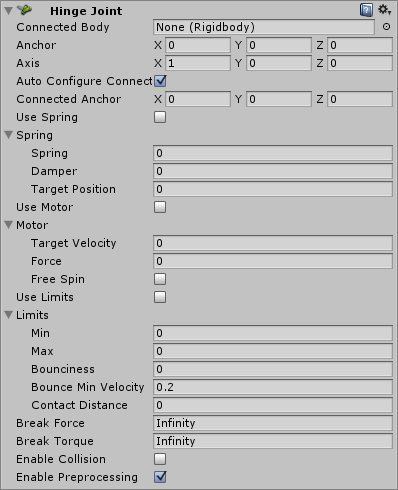 Hinge Joint
Connected Body None (Rigidbody)
Anchor X 0 Y 0 Z 0
Axis X 1 Y 0 Z 0
Auto Configure Connect
Connected Anchor X 0 Y 0 Z 0
Use Spring
Spring
Spring 0
Damper 0
Target Position 0
Use Motor
Motor
Target Velocity 0
Force 0
Free Spin
Use Limits
Limits
Min 0
Max 0
Bounciness 0
Bounce Min Velocity 0.2
Contact Distance 0
Break Force Infinity
Break Torque Infinity
Enable Collision
Enable Preprocessing